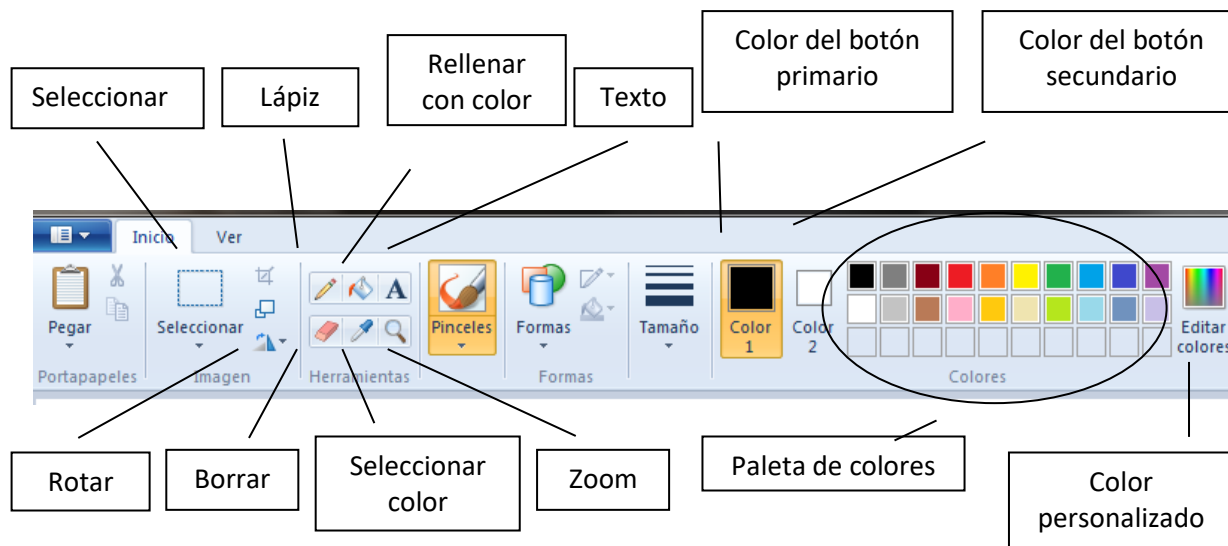 Color del botón
primario
Color del botón
secundario
Rellenar
con color
Seleccionar
Lápiz
Texto
Inicio
Ver
A
Pegar
Seleccionar
Pinceles
Formas
Tamaño
Color
1
Color
2
Editar
colores
Portapapeles
Imagen
Herramientas
Formas
Colores
Rotar
Borrar
Seleccionar
color
Zoom
Paleta de colores
Color
personalizado